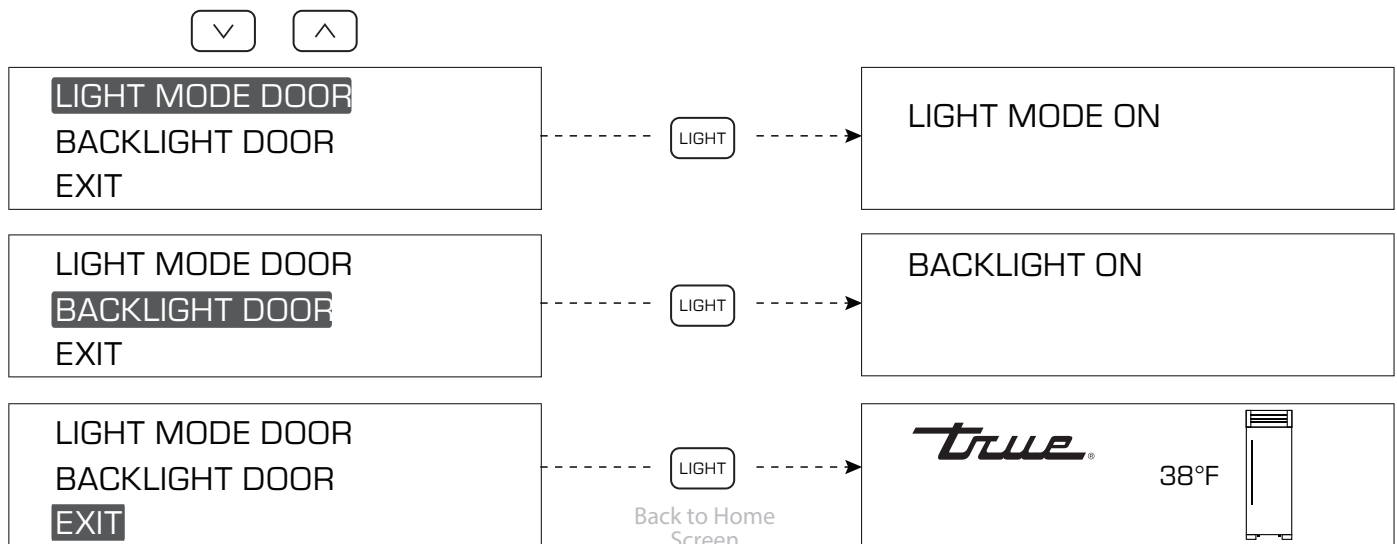 LIGHT MODE DOOR
BACKLIGHT DOOR
EXIT
LIGHT
LIGHT MODE ON
LIGHT MODE DOOR
BACKLIGHT DOOR
EXIT
LIGHT
BACKLIGHT ON
LIGHT MODE DOOR
BACKLIGHT DOOR
EXIT
LIGHT
Back to Home
Screen
true®
38°F